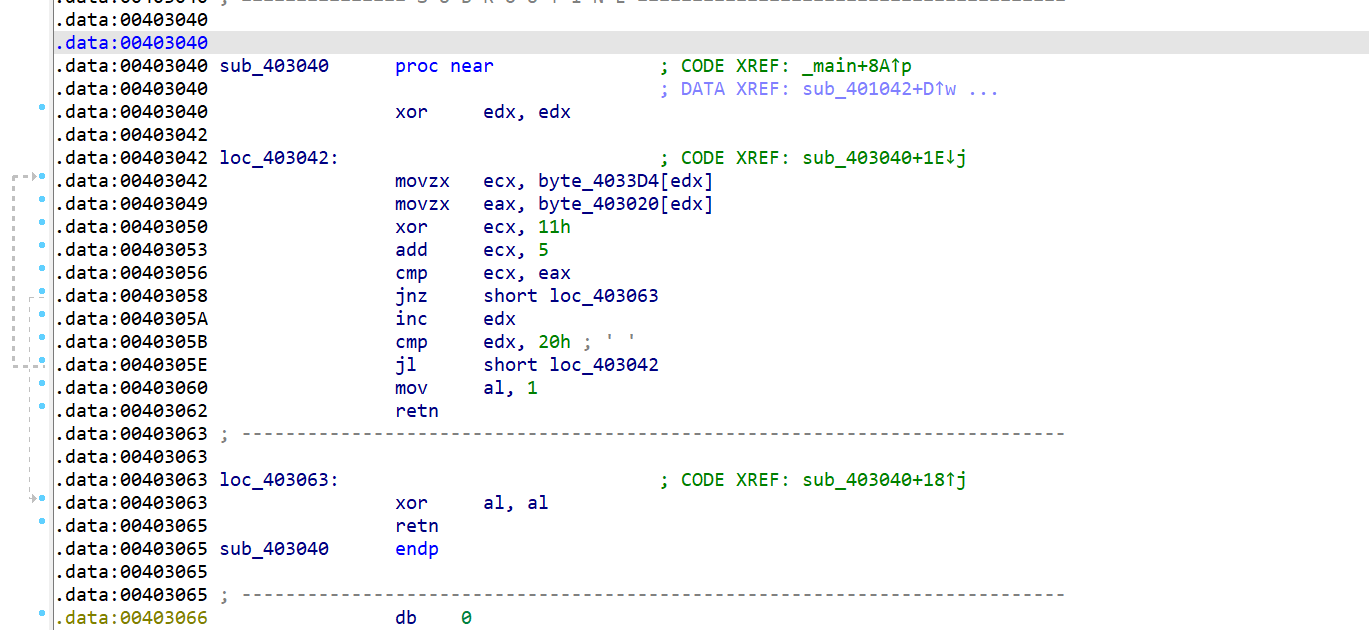 .data:00403040 ; --------------- S U B R O U T I N E ---------------------------------------
.data:00403040
.data:00403040
.data:00403040 sub_403040 proc near ; CODE XREF: _main+8A↑p
.data:00403040 ; DATA XREF: sub_401042+D↑w ...
.data:00403040 xor edx, edx
.data:00403042
.data:00403042 loc_403042: ; CODE XREF: sub_403040+1E↓j
.data:00403042 movzx ecx, byte_4033D4[edx]
.data:00403049 movzx eax, byte_403020[edx]
.data:00403050 xor ecx, 11h
.data:00403053 add ecx, 5
.data:00403056 cmp ecx, eax
.data:00403058 jnz short loc_403063
.data:0040305A inc edx
.data:0040305B cmp edx, 20h ; ' '
.data:0040305E jl short loc_403042
.data:00403060 mov al, 1
.data:00403062 retn
.data:00403063 ; ---------------------------------------------------------------------------
.data:00403063
.data:00403063 loc_403063: ; CODE XREF: sub_403040+18↑j
.data:00403063 xor al, al
.data:00403065 retn
.data:00403065 sub_403040 endp
.data:00403065
.data:00403065 ; ---------------------------------------------------------------------------
.data:00403066 db 0